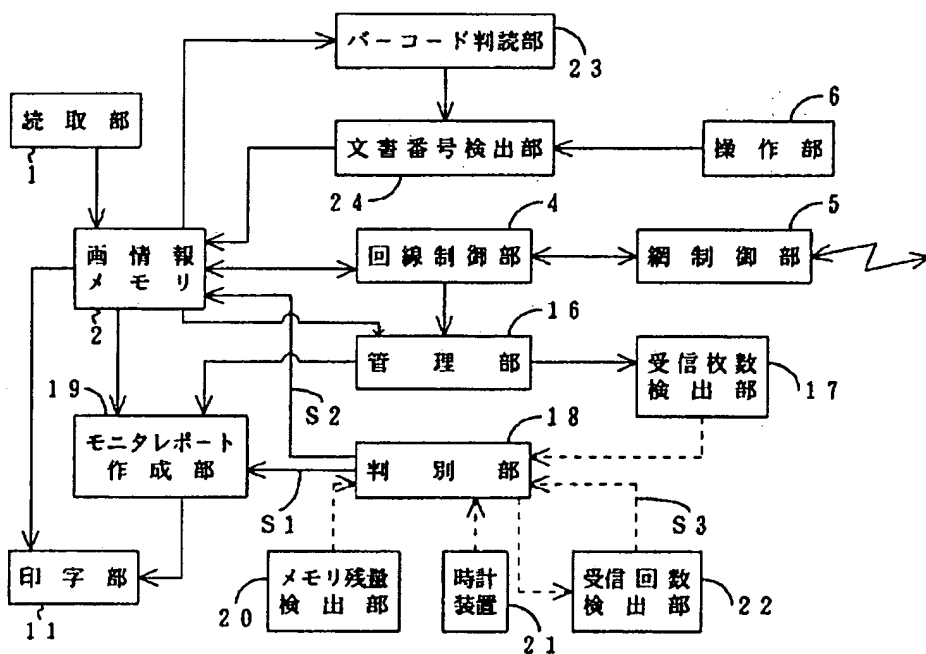 バーコード判読部
23
読取部
1
文書番号検出部
24
操作部
6
画情報
メモリ
2
回線制御部
4
網制御部
5
管理部
16
受信枚数
検出部
17
モニタレポート
作成部
19
S2
判別部
18
S1
S3
印字部
11
メモリ残量
検出部
20
時計
装置
21
受信回数
検出部
22